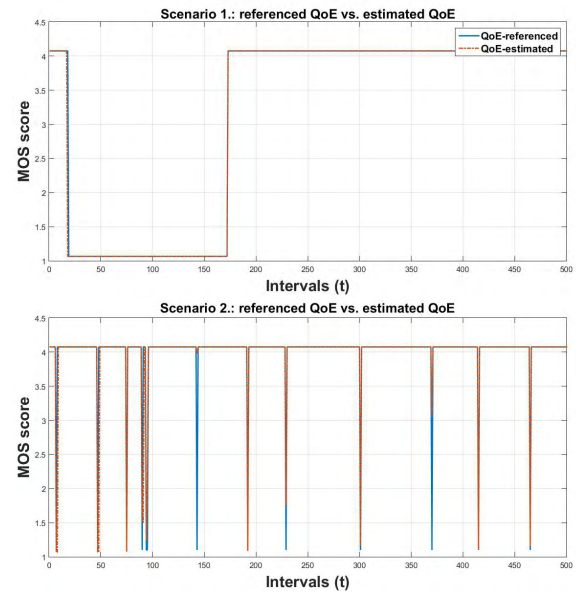 Scenario 1.: referenced QoE vs. estimated QoE
4.5
4
3.5
3
2.5
2
1.5
1
MOS score
QoE-referenced
QoE-estimated
0 50 100 150 200 250 300 350 400 450 500
Intervals (t)
Scenario 2.: referenced QoE vs. estimated QoE
4.5
4
3.5
3
2.5
2
1.5
1
MOS score
0 50 100 150 200 250 300 350 400 450 500
Intervals (t)